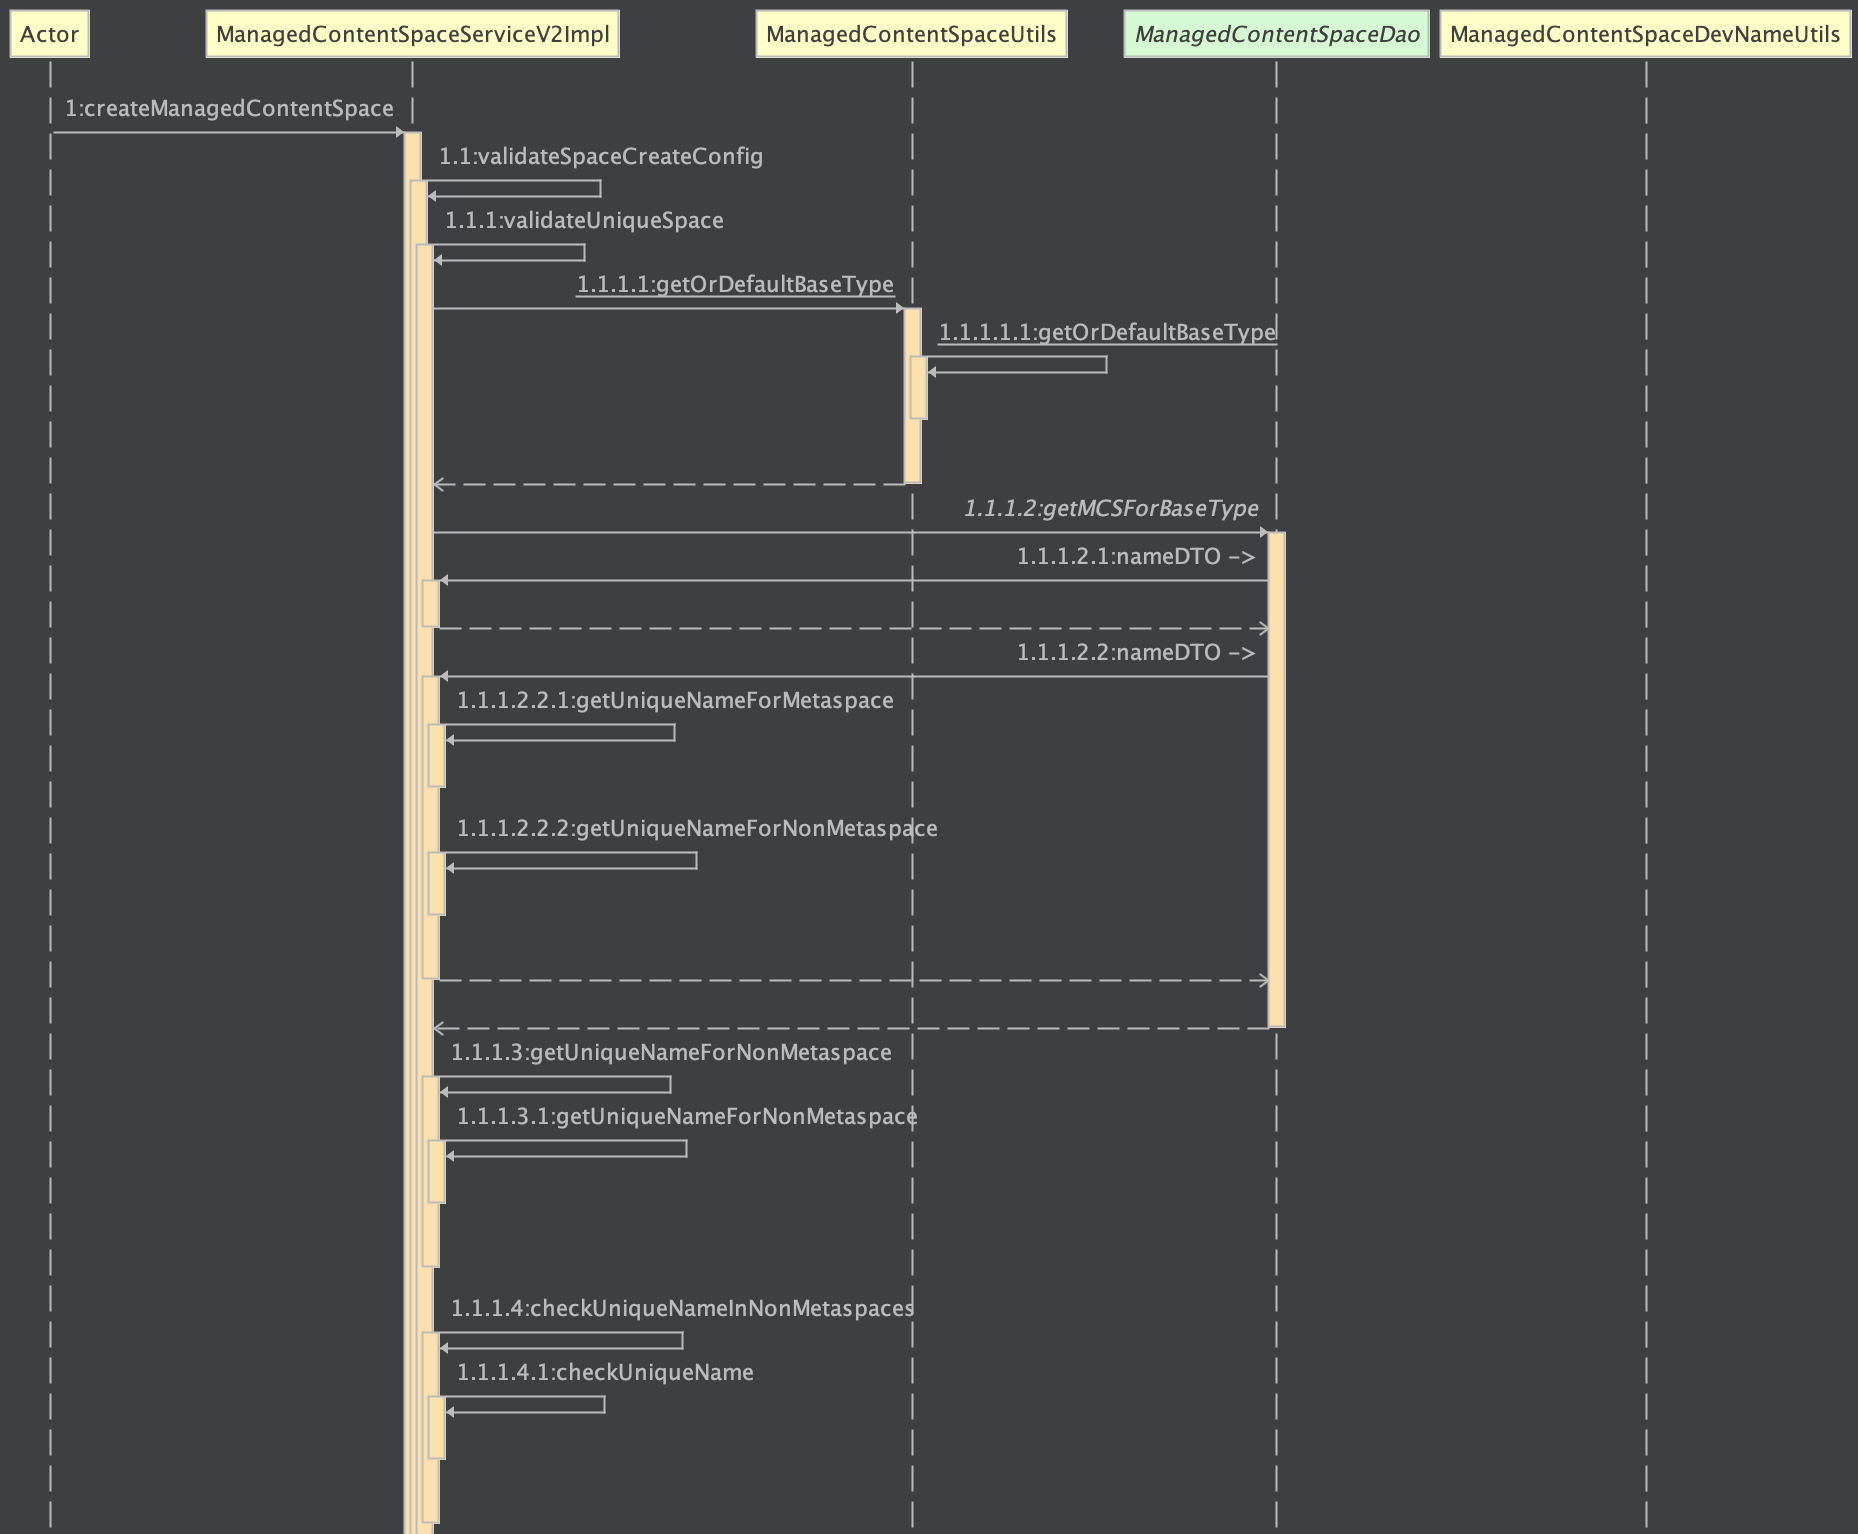 Actor
ManagedContentSpaceServiceV2Impl
ManagedContentSpaceUtils
ManagedContentSpaceDao
ManagedContentSpaceDevNameUtils
1:createManagedContentSpace
1.1:validateSpaceCreateConfig
1.1.1:validateUniqueSpace
1.1.1.1:getOrDefaultBaseType
1.1.1.1.1:getOrDefaultBaseType
1.1.1.2:getMCSForBaseType
1.1.1.2.1:nameDTO ->
1.1.1.2.2:nameDTO ->
1.1.1.2.2.1:getUniqueNameForMetaspace
1.1.1.2.2.2:getUniqueNameForNonMetaspace
1.1.1.3:getUniqueNameForNonMetaspace
1.1.1.3.1:getUniqueNameForNonMetaspace
1.1.1.4:checkUniqueNameInNonMetaspaces
1.1.1.4.1:checkUniqueName